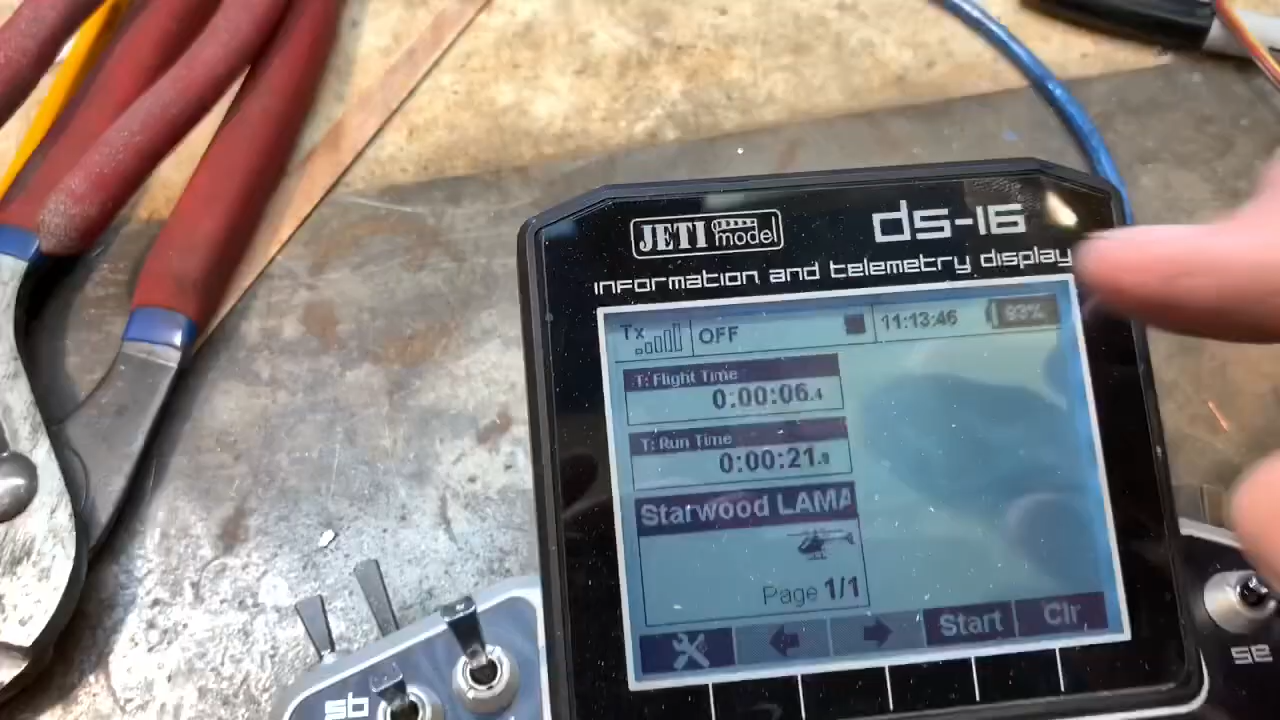 JETI model
ds-16
information and telemetry display
Tx OFF 11:13:46 93%
T: Flight Time
0:00:06.4
T: Run Time
0:00:21.8
Starwood LAMA
Page 1/1
Start Clr
sb
se